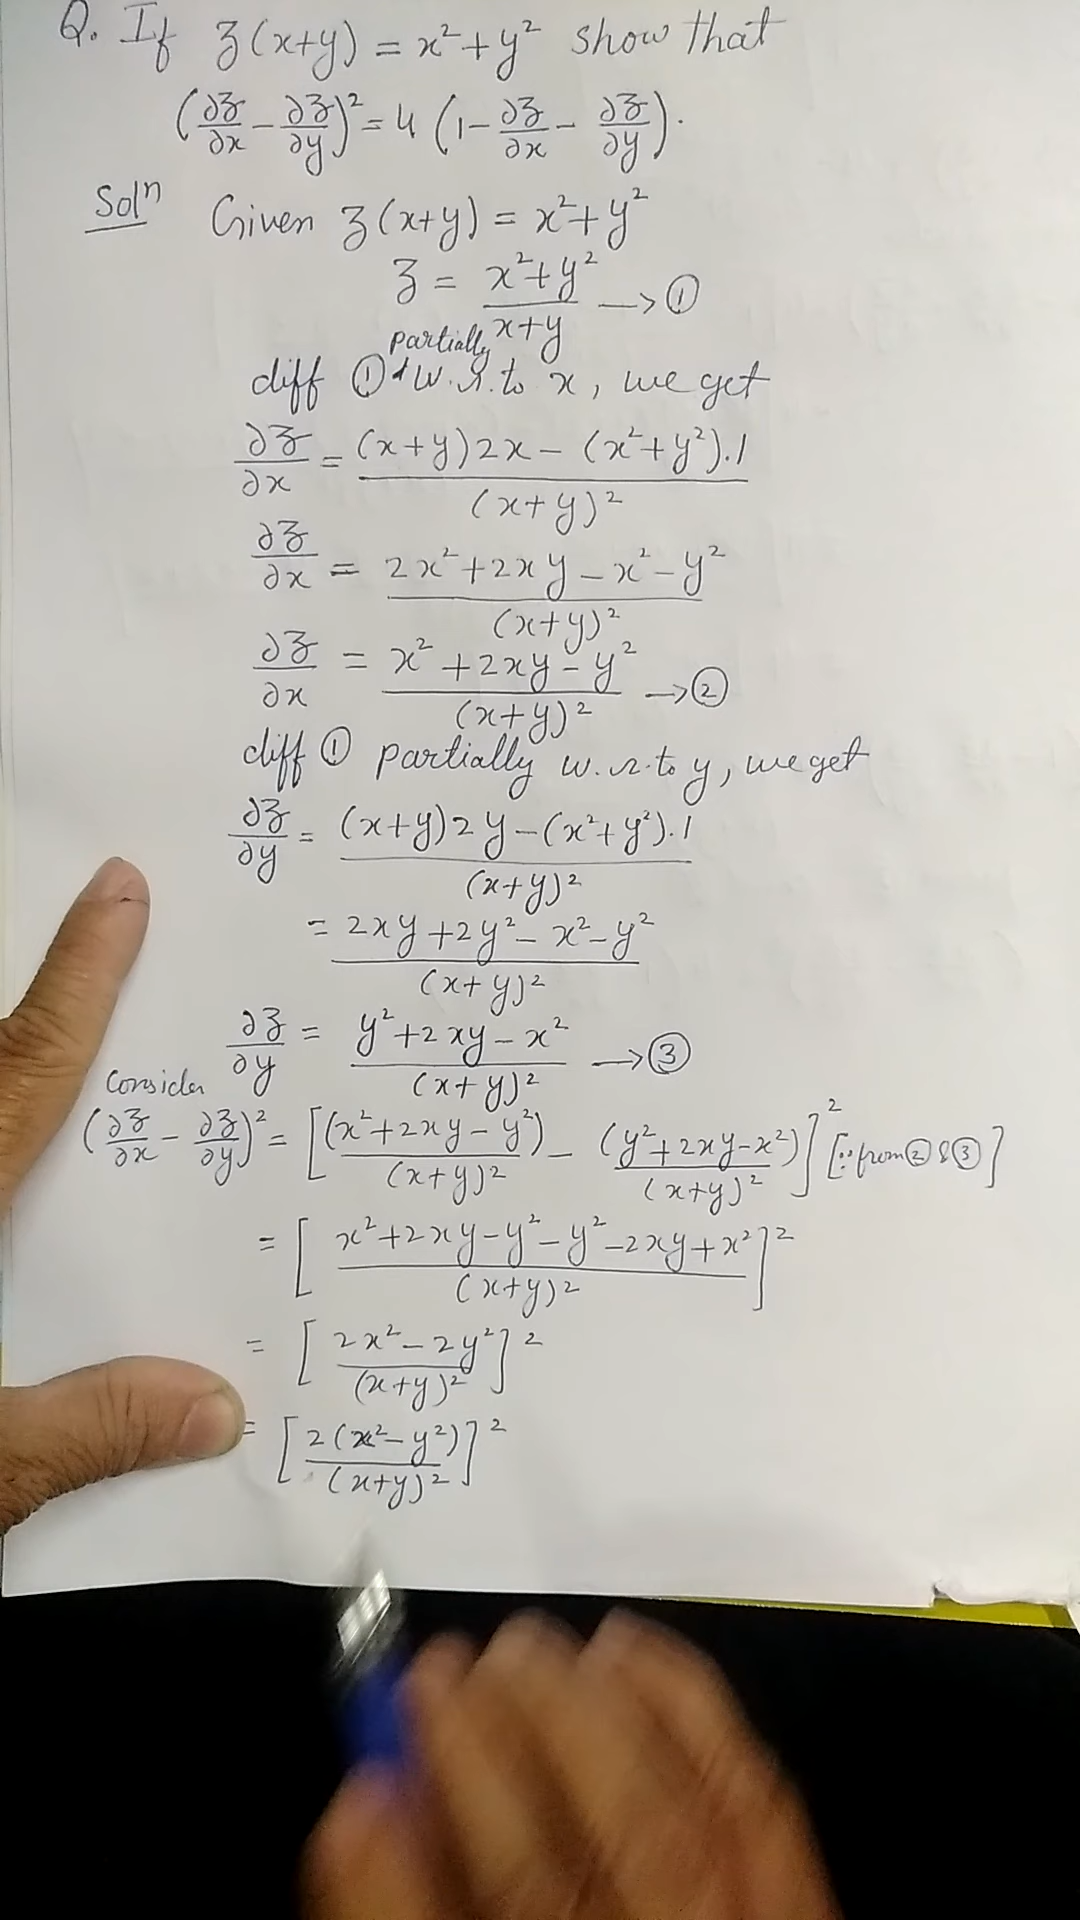 Q. If z(x+y) = x²+y² show that
(∂z/∂x - ∂z/∂y)² = 4 (1 - ∂z/∂x - ∂z/∂y).
Solⁿ Given z(x+y) = x²+y²
z = (x²+y²)/(x+y) → ①
diff ① partially w.r.to x, we get
∂z/∂x = ((x+y)2x - (x²+y²).1)/(x+y)²
∂z/∂x = (2x²+2xy-x²-y²)/(x+y)²
∂z/∂x = (x²+2xy-y²)/(x+y)² → ②
diff ① partially w.r.to y, we get
∂z/∂y = ((x+y)2y-(x²+y²).1)/(x+y)²
= (2xy+2y²-x²-y²)/(x+y)²
∂z/∂y = (y²+2xy-x²)/(x+y)² → ③
Consider
(∂z/∂x - ∂z/∂y)² = [(x²+2xy-y²)/(x+y)² - (y²+2xy-x²)/(x+y)²]² [∵ from ② & ③]
= [(x²+2xy-y²-y²-2xy+x²)/(x+y)²]²
= [(2x²-2y²)/(x+y)²]²
= [2(x²-y²)/(x+y)²]²